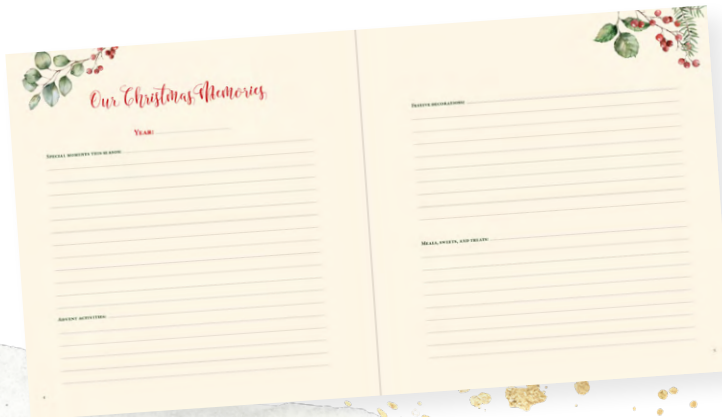 Our Christmas Memories
Year:
Special moments this season:
Advent activities:
Festive decorations:
Meals, sweets, and treats: